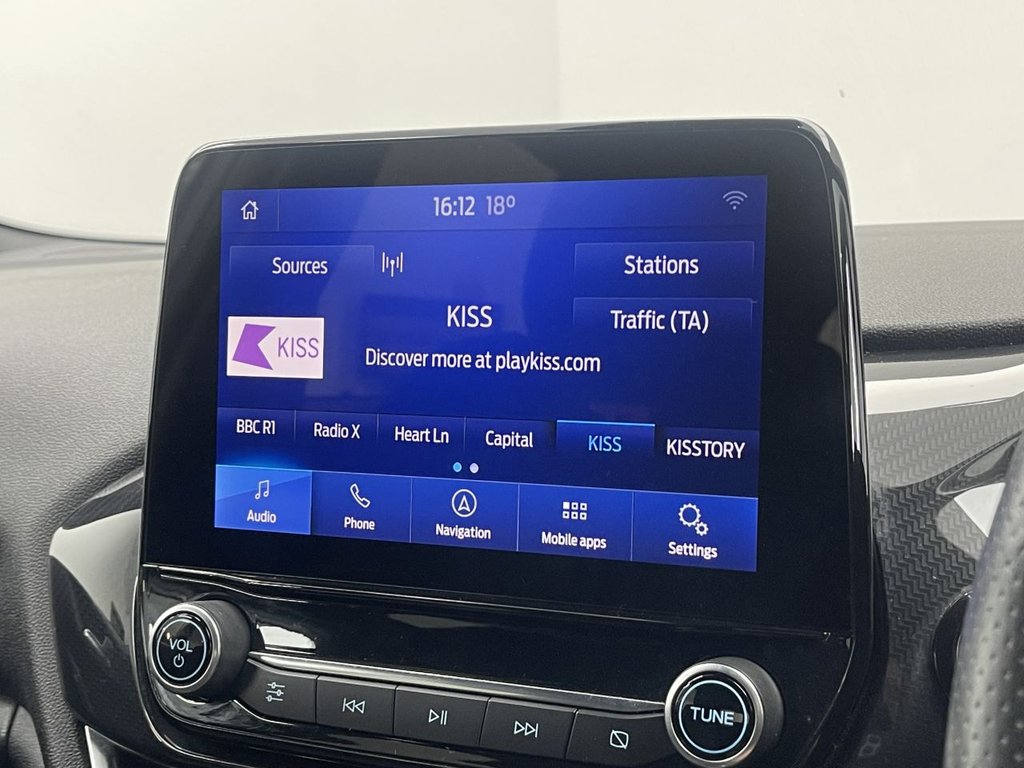 16:12 18°
Sources
Stations
KISS
Traffic (TA)
KISS
Discover more at playkiss.com
BBC R1
Radio X
Heart Ln
Capital
KISS
KISSTORY
Audio
Phone
Navigation
Mobile apps
Settings
VOL
TUNE